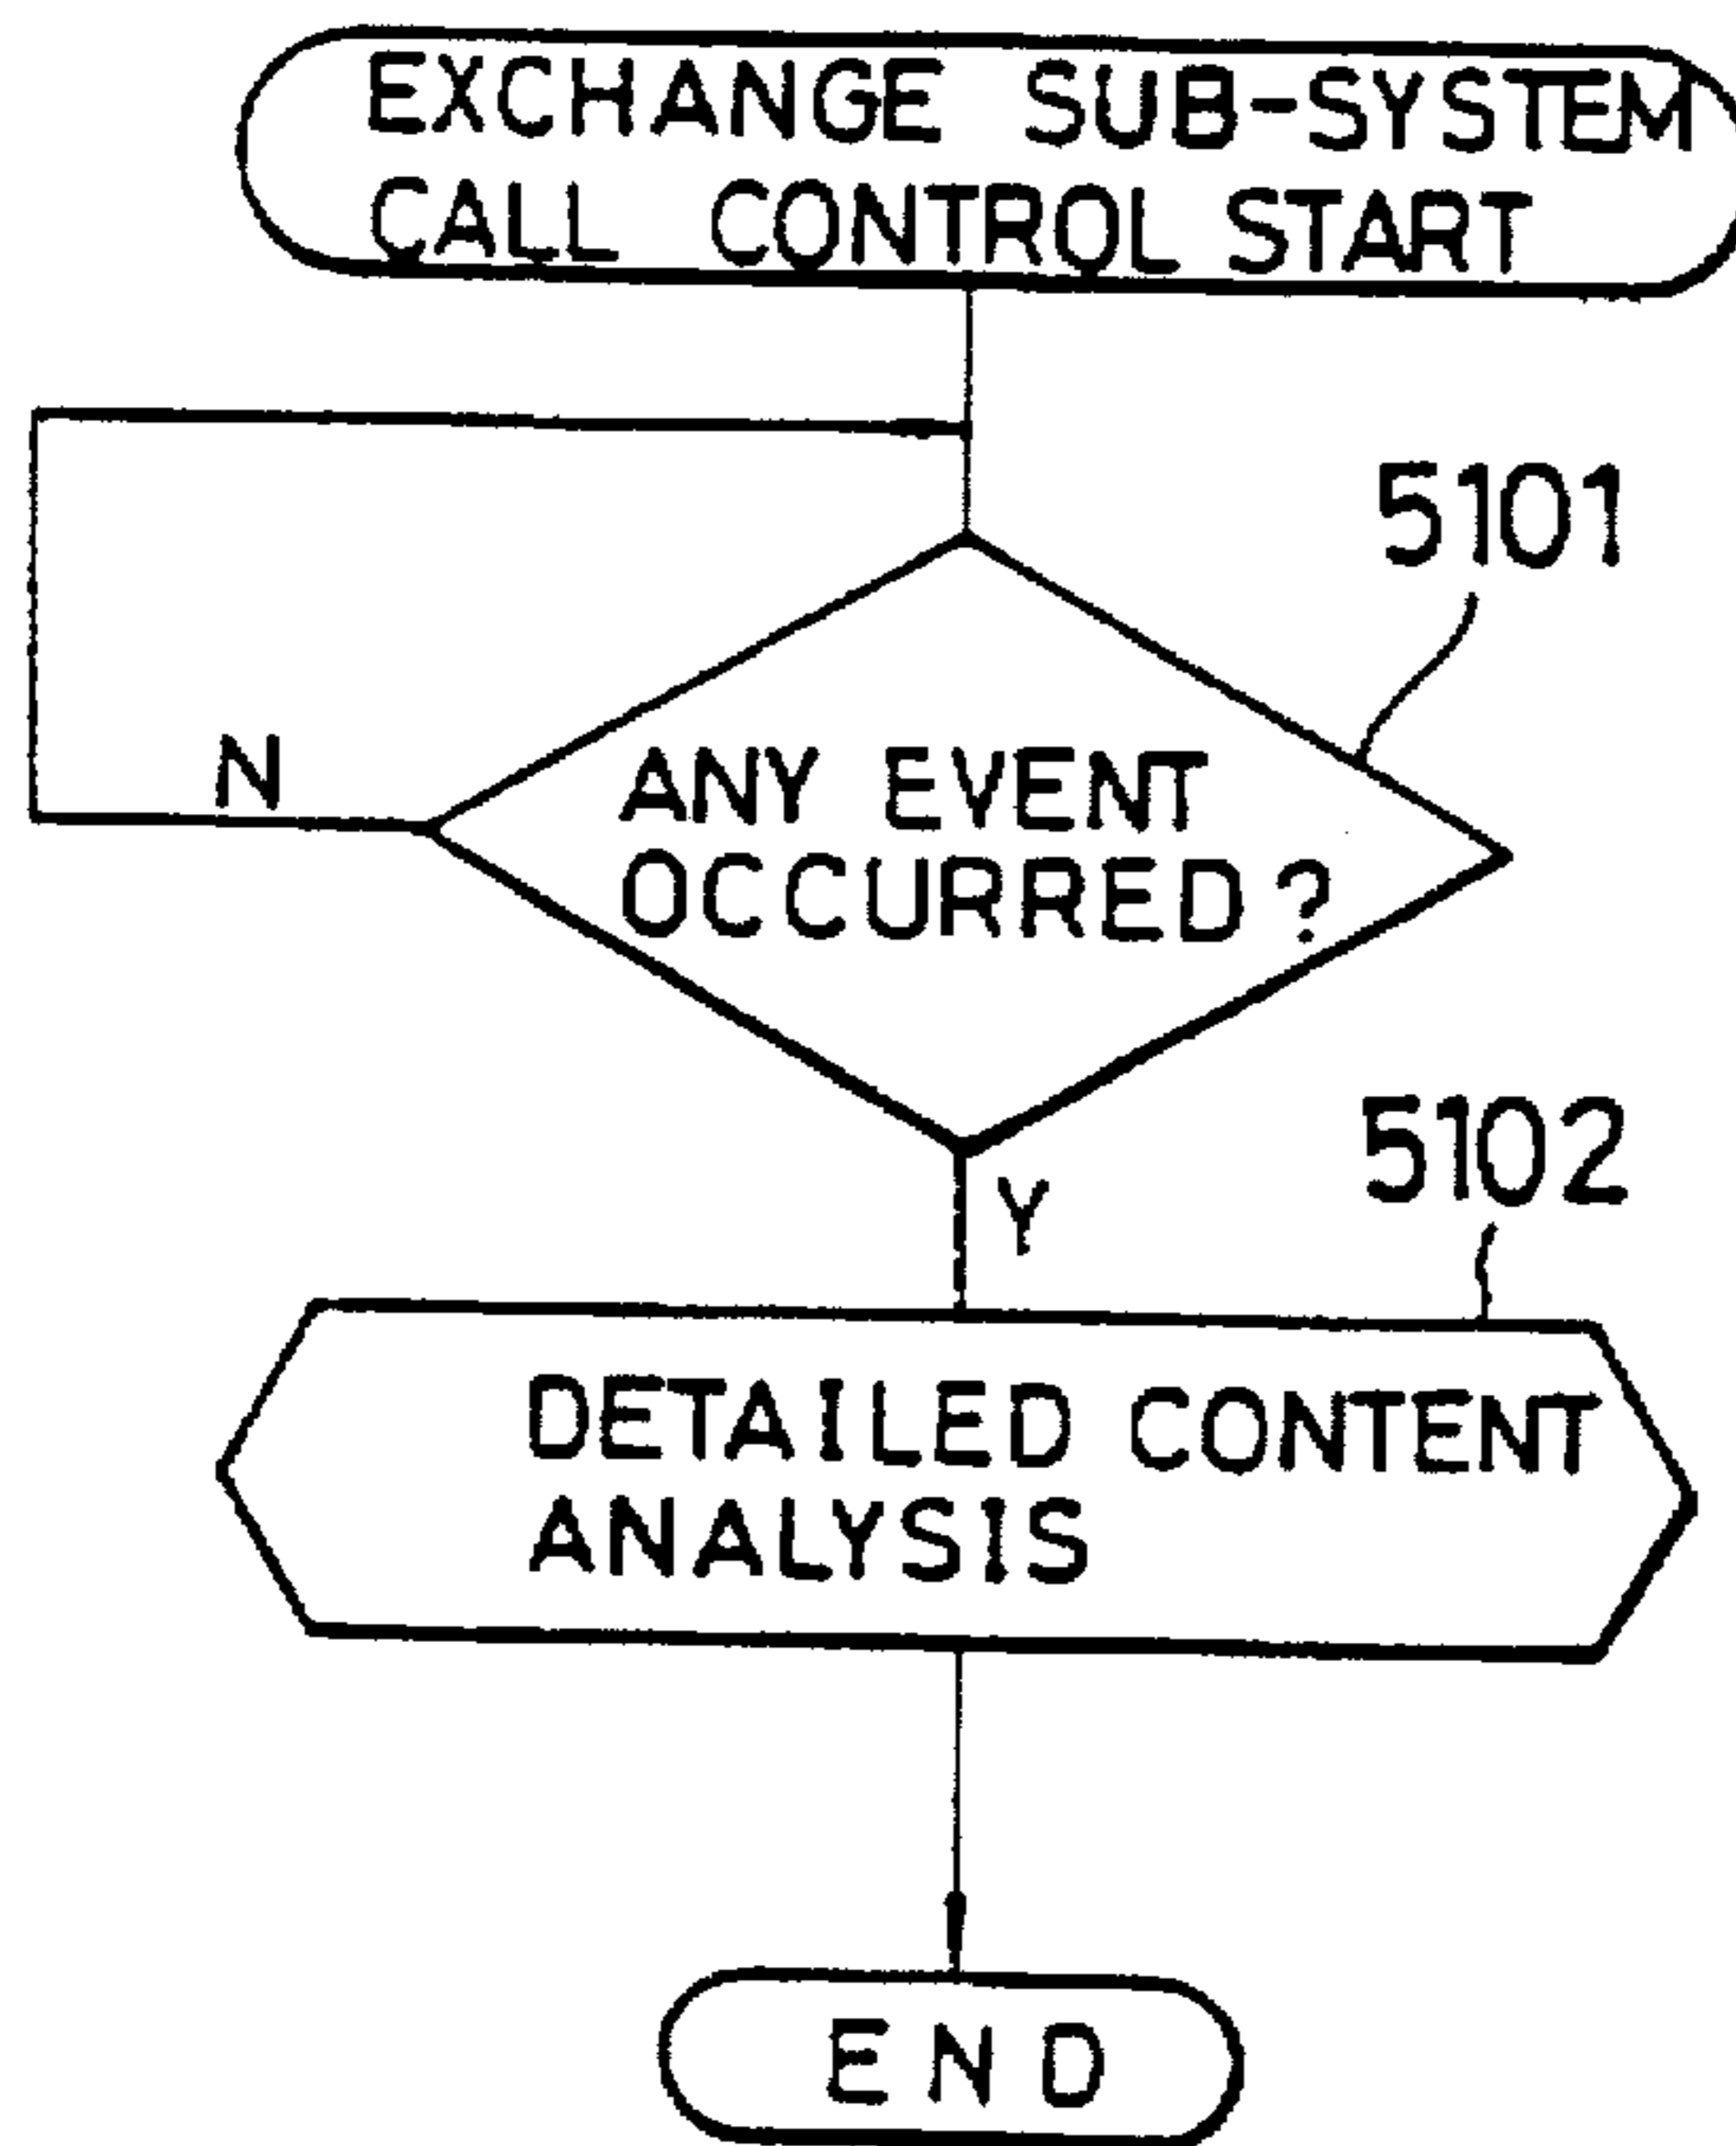 EXCHANGE SUB-SYSTEM
CALL CONTROL START
5101
N
ANY EVENT
OCCURRED ?
5102
Y
DETAILED CONTENT
ANALYSIS
END